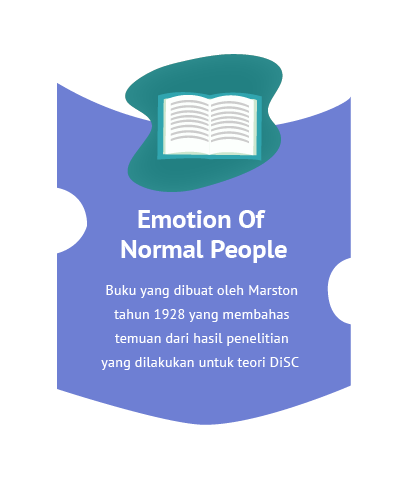 Emotion Of
Normal People
Buku yang dibuat oleh Marston
tahun 1928 yang membahas
temuan dari hasil penelitian
yang dilakukan untuk teori DiSC